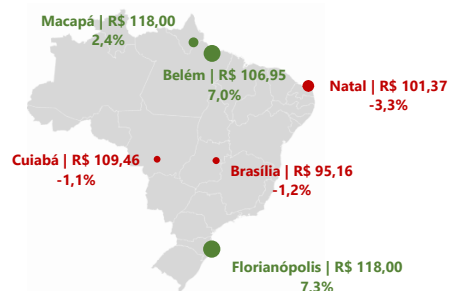 Macapá | R$ 118,00
2,4%
Belém | R$ 106,95
7,0%
Natal | R$ 101,37
-3,3%
Cuiabá | R$ 109,46
-1,1%
Brasília | R$ 95,16
-1,2%
Florianópolis | R$ 118,00
7,3%